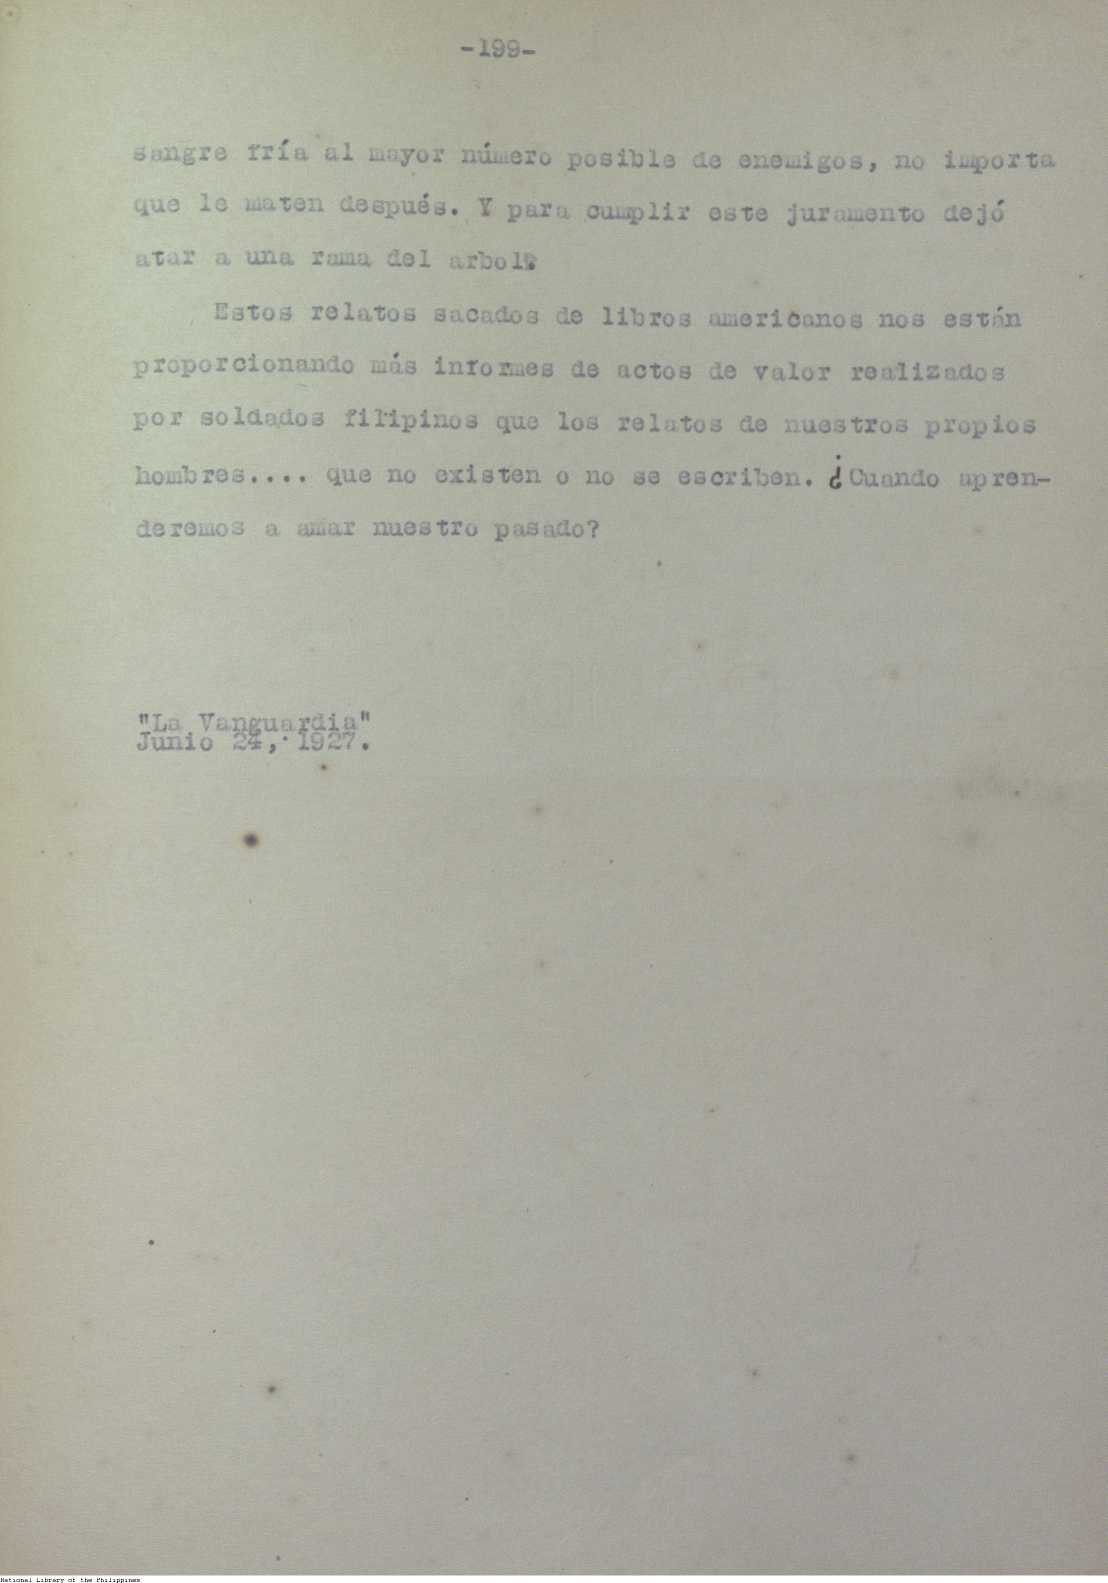 -199-
sangre fría al mayor número posible de enemigos, no importa
que le maten después. Y para cumplir este juramento dejó
atar a una rama del arbol.
Estos relatos sacados de libros americanos nos están
proporcionando más informes de actos de valor realizados
por soldados filipinos que los relatos de nuestros propios
hombres.... que no existen o no se escriben. ¿Cuando apren-
deremos a amar nuestro pasado?
"La Vanguardia"
Junio 24, 1927.
National Library of the Philippines